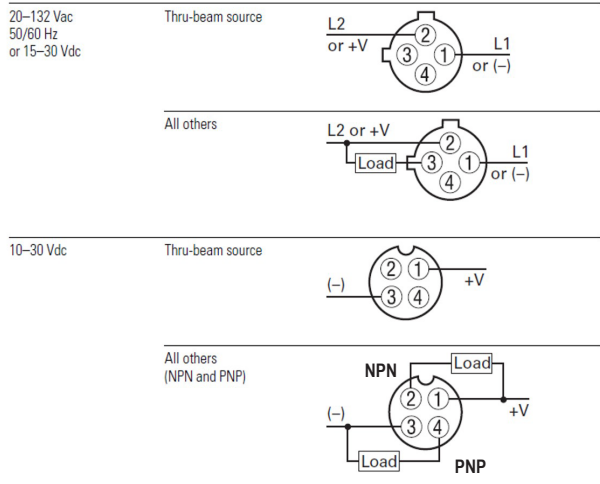 20–132 Vac
50/60 Hz
or 15–30 Vdc
Thru-beam source
L2
or +V
2
3
1
4
L1
or (–)
All others
L2 or +V
Load
2
3
1
4
L1
or (–)
10–30 Vdc
Thru-beam source
2 1
+V
(–)
3 4
All others
(NPN and PNP)
NPN
Load
2 1
+V
(–)
3 4
Load
PNP